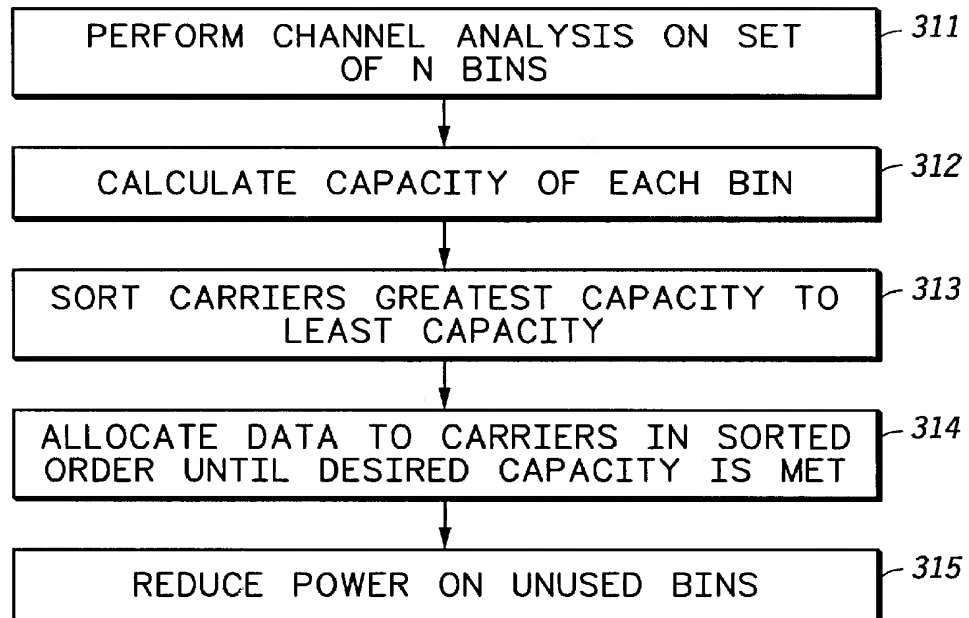 PERFORM CHANNEL ANALYSIS ON SET
OF N BINS
311
CALCULATE CAPACITY OF EACH BIN
312
SORT CARRIERS GREATEST CAPACITY TO
LEAST CAPACITY
313
ALLOCATE DATA TO CARRIERS IN SORTED
ORDER UNTIL DESIRED CAPACITY IS MET
314
REDUCE POWER ON UNUSED BINS
315